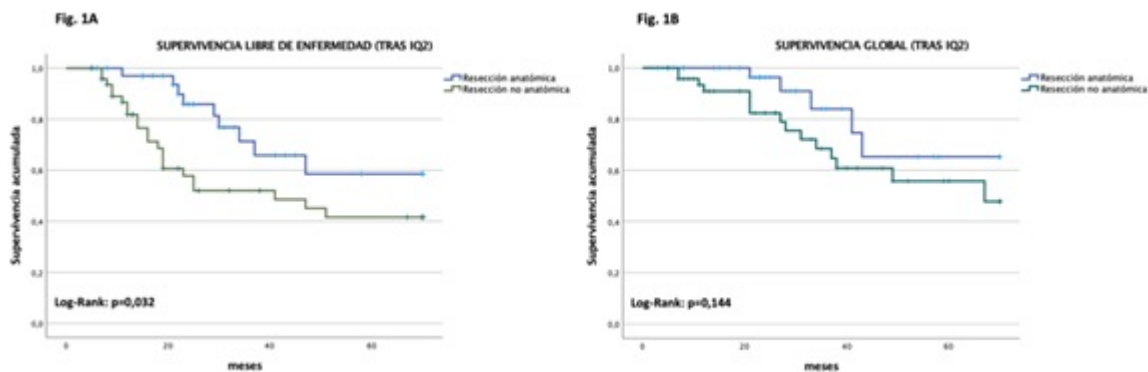 Fig. 1A
SUPERVIVENCIA LIBRE DE ENFERMEDAD (TRAS IQ2)
Resección anatómica
Resección no anatómica
Supervivencia acumulada
1,0
0,8
0,6
0,4
0,2
0,0
Log-Rank: p=0,032
0
20
40
60
meses
Fig. 1B
SUPERVIVENCIA GLOBAL (TRAS IQ2)
Resección anatómica
Resección no anatómica
Supervivencia acumulada
1,0
0,8
0,6
0,4
0,2
0,0
Log-Rank: p=0,144
0
20
40
60
meses